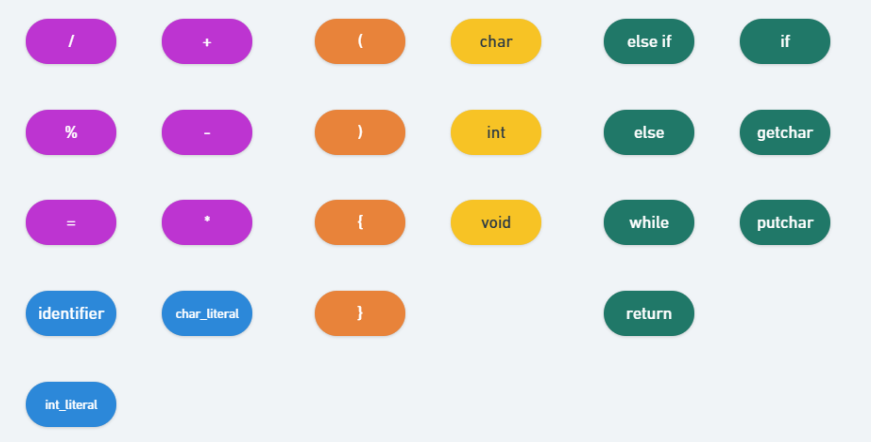 / + ( char else if if
% - ) int else getchar
= * { void while putchar
identifier char_literal } return
int_literal